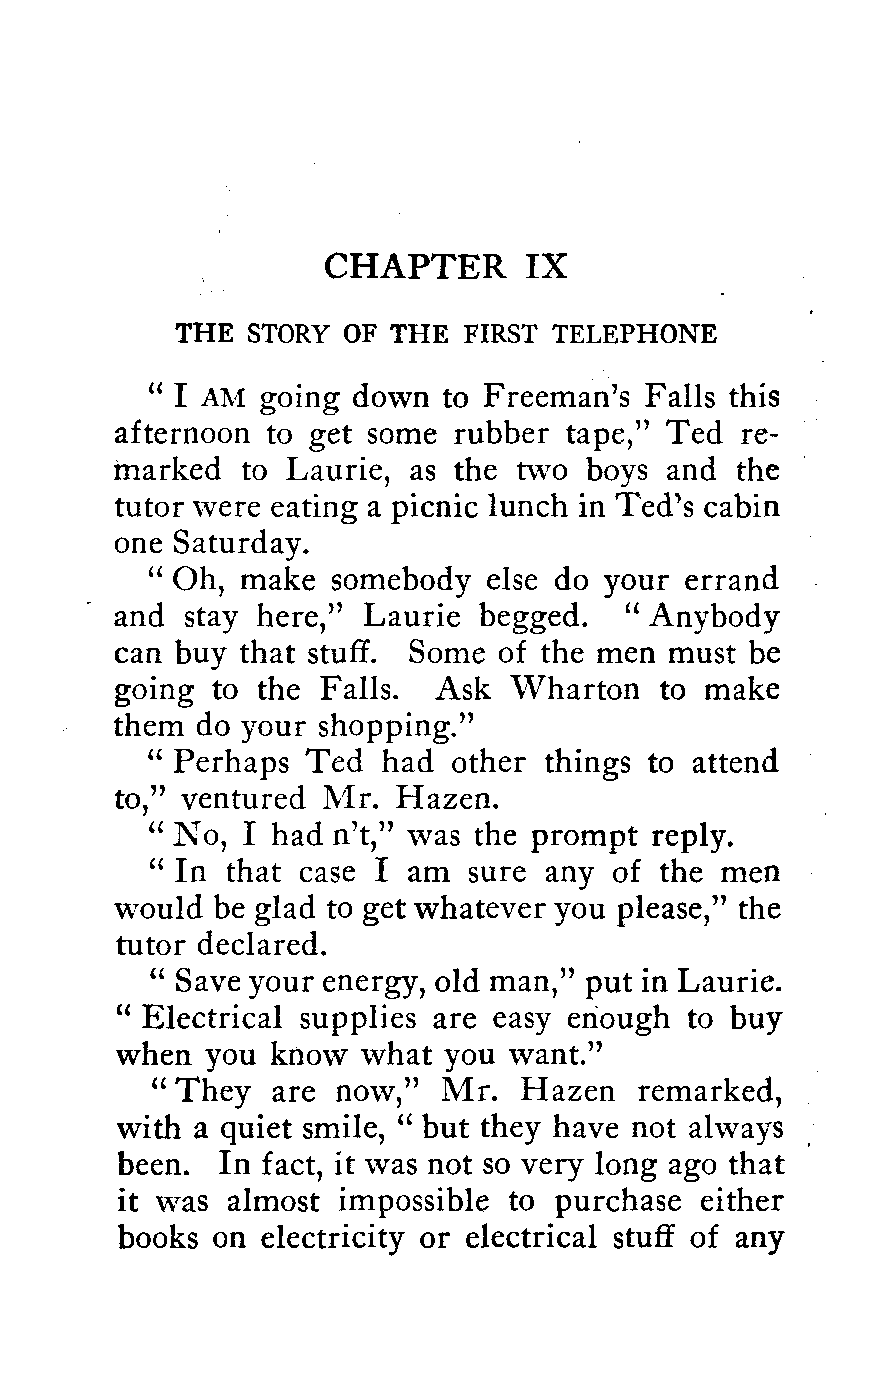 CHAPTER IX
THE STORY OF THE FIRST TELEPHONE
“ I AM going down to Freeman’s Falls this
afternoon to get some rubber tape,” Ted re-
marked to Laurie, as the two boys and the
tutor were eating a picnic lunch in Ted’s cabin
one Saturday.
“ Oh, make somebody else do your errand
and stay here,” Laurie begged. “ Anybody
can buy that stuff. Some of the men must be
going to the Falls. Ask Wharton to make
them do your shopping.”
“ Perhaps Ted had other things to attend
to,” ventured Mr. Hazen.
“ No, I had n’t,” was the prompt reply.
“ In that case I am sure any of the men
would be glad to get whatever you please,” the
tutor declared.
“ Save your energy, old man,” put in Laurie.
“ Electrical supplies are easy enough to buy
when you know what you want.”
“ They are now,” Mr. Hazen remarked,
with a quiet smile, “ but they have not always
been. In fact, it was not so very long ago that
it was almost impossible to purchase either
books on electricity or electrical stuff of any